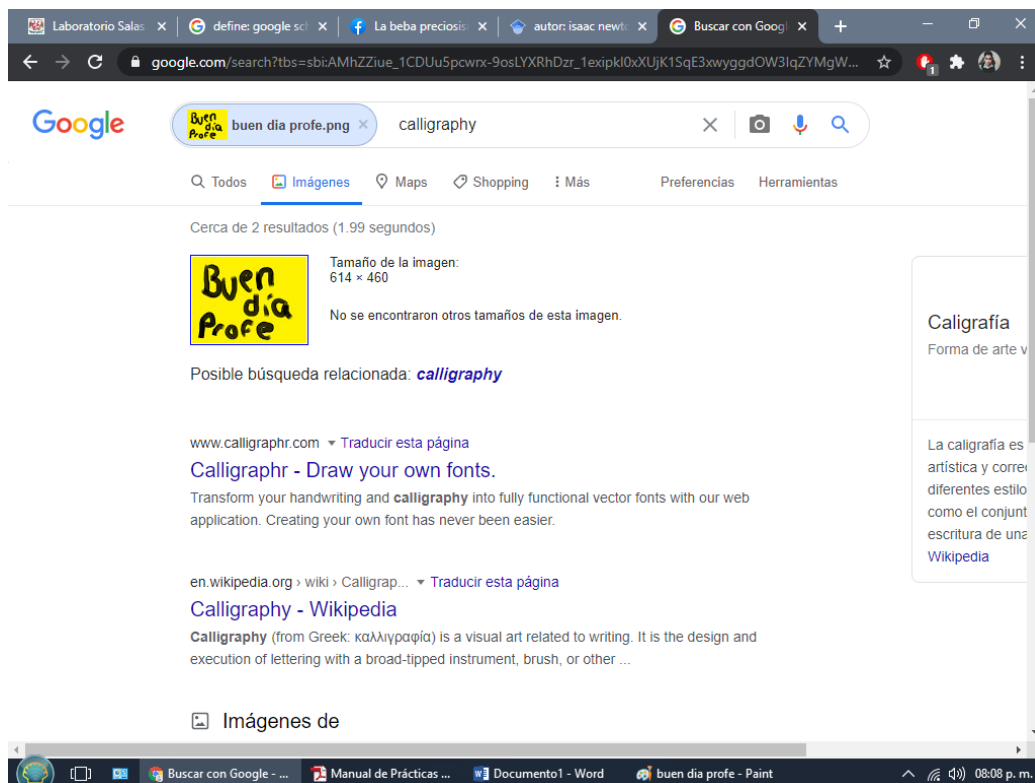 Laboratorio Salas
define: google sch
La beba preciosis
autor: isaac newto
Buscar con Googl
google.com/search?tbs=sbi:AMhZZiue_1CDUu5pcwrx-9osLYXRhDzr_1exipkl0xXUjK1SqE3xwyggdOW3IqZYMgW...
1
Google
Buen
día
Profe
buen dia profe.png
calligraphy
Todos
Imágenes
Maps
Shopping
Más
Preferencias
Herramientas
Cerca de 2 resultados (1.99 segundos)
Buen
día
Profe
Tamaño de la imagen:
614 × 460
No se encontraron otros tamaños de esta imagen.
Posible búsqueda relacionada: calligraphy
www.calligraphr.com Traducir esta página
Calligraphr - Draw your own fonts.
Transform your handwriting and calligraphy into fully functional vector fonts with our web
application. Creating your own font has never been easier.
en.wikipedia.org › wiki › Calligrap... Traducir esta página
Calligraphy - Wikipedia
Calligraphy (from Greek: καλλιγραφία) is a visual art related to writing. It is the design and
execution of lettering with a broad-tipped instrument, brush, or other ...
Imágenes de
Caligrafía
Forma de arte v
La caligrafía es
artística y corre
diferentes estilo
como el conjunt
escritura de una
Wikipedia
Buscar con Google - ...
Manual de Prácticas ...
Documento1 - Word
buen dia profe - Paint
08:08 p. m.